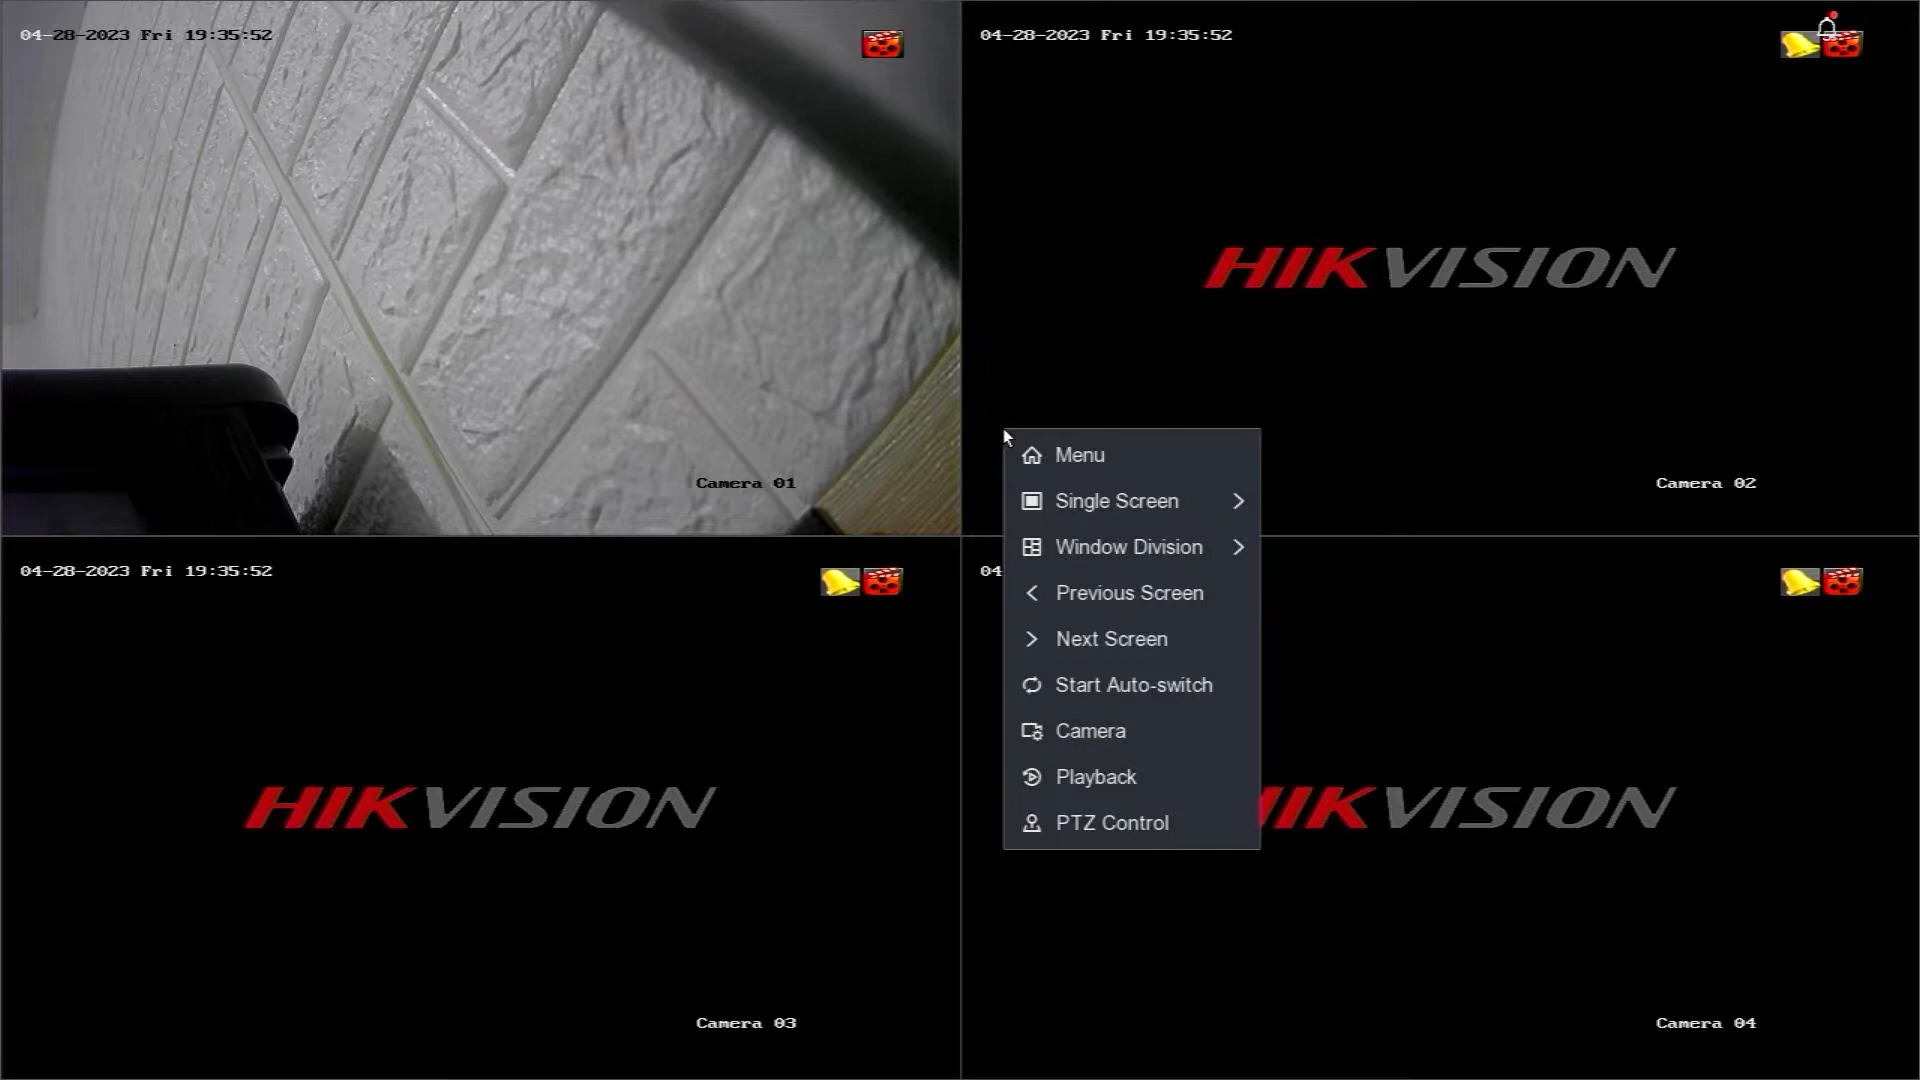 04-28-2023 Fri 19:35:52
04-28-2023 Fri 19:35:52
HIKVISION
Camera 01
Camera 02
Menu
Single Screen
Window Division
Previous Screen
Next Screen
Start Auto-switch
Camera
Playback
PTZ Control
04-28-2023 Fri 19:35:52
04
HIKVISION
HIKVISION
Camera 03
Camera 04